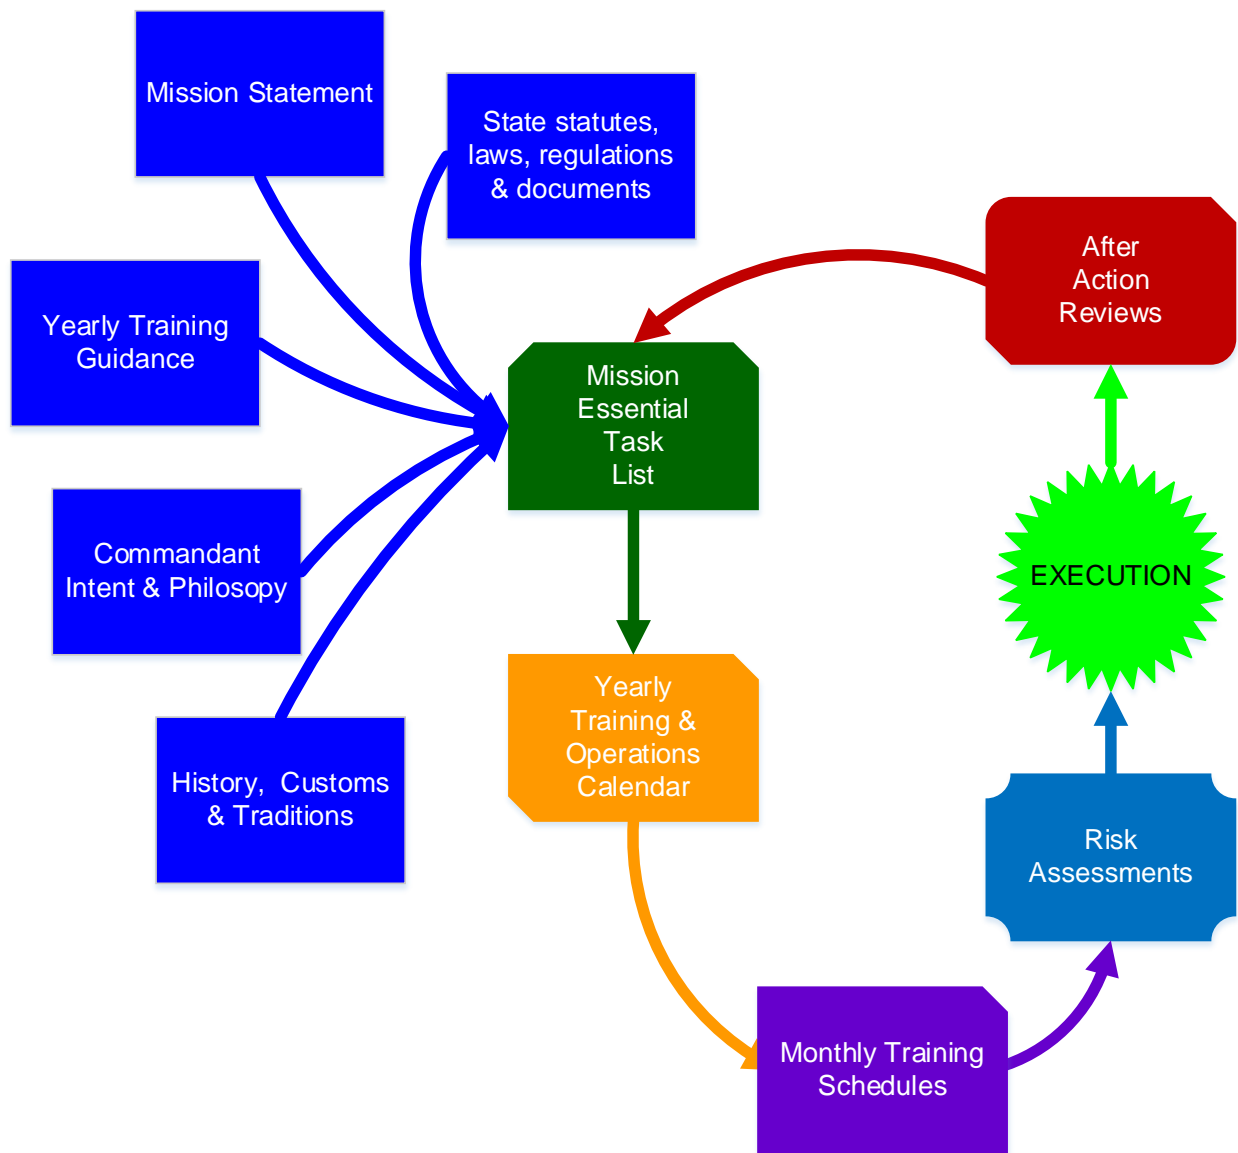 Mission Statement
State statutes,
laws, regulations
& documents
Yearly Training
Guidance
Commandant
Intent & Philosopy
History,  Customs
& Traditions
Mission
Essential
Task
List
Yearly
Training &
Operations
Calendar
Monthly Training
Schedules
Risk
Assessments
EXECUTION
After
Action
Reviews